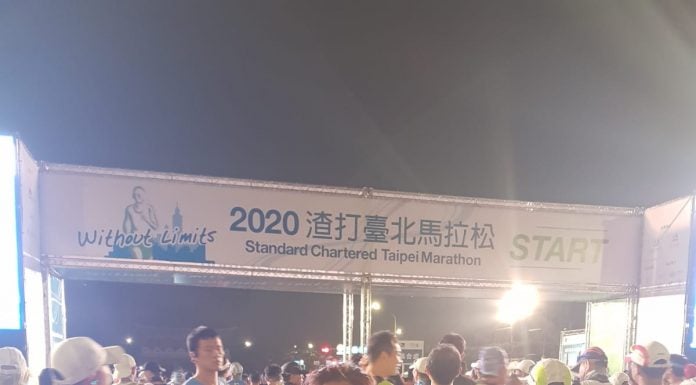 Without Limits
2020 渣打臺北馬拉松
Standard Chartered Taipei Marathon
START